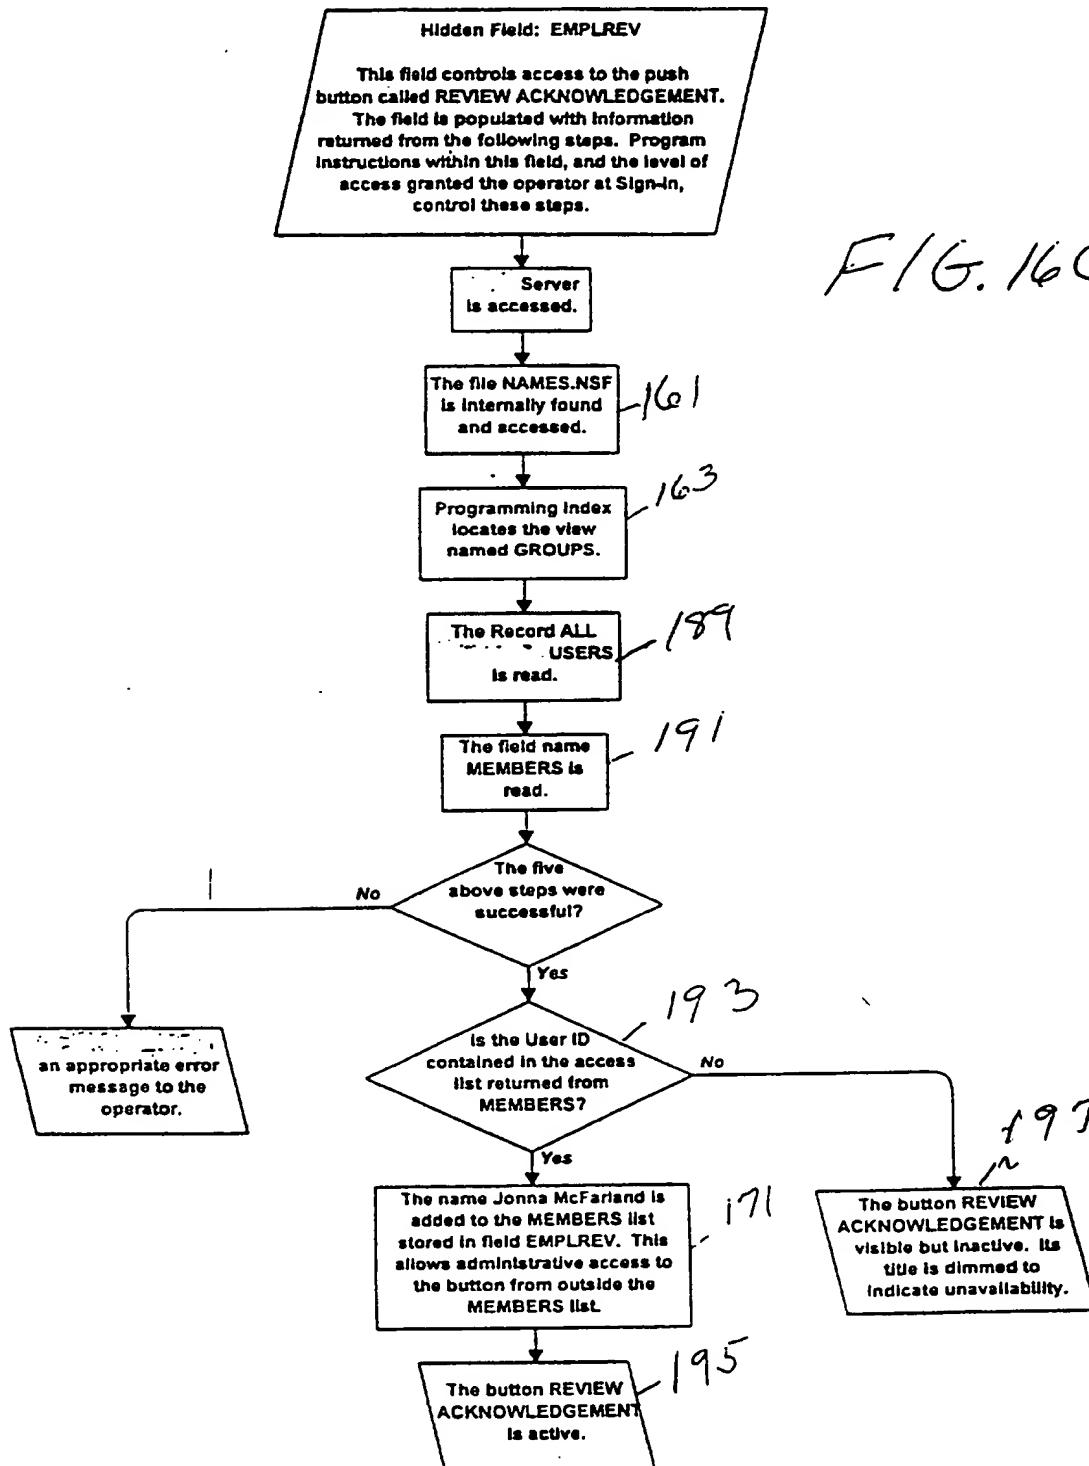 Hidden Field: EMPLREV
This field controls access to the push
button called REVIEW ACKNOWLEDGEMENT.
The field is populated with information
returned from the following steps. Program
instructions within this field, and the level of
access granted the operator at Sign-in,
control these steps.
FIG. 16C
Server
is accessed.
The file NAMES.NSF
is internally found
and accessed.
161
Programming index
locates the view
named GROUPS.
163
The Record ALL
USERS
is read.
189
The field name
MEMBERS is
read.
191
The five
above steps were
successful?
No
Yes
an appropriate error
message to the
operator.
Is the User ID
contained in the access
list returned from
MEMBERS?
193
No
Yes
The name Jonna McFarland is
added to the MEMBERS list
stored in field EMPLREV. This
allows administrative access to
the button from outside the
MEMBERS list.
171
The button REVIEW
ACKNOWLEDGEMENT is
visible but inactive. Its
title is dimmed to
indicate unavailability.
The button REVIEW
ACKNOWLEDGEMENT
is active.
195